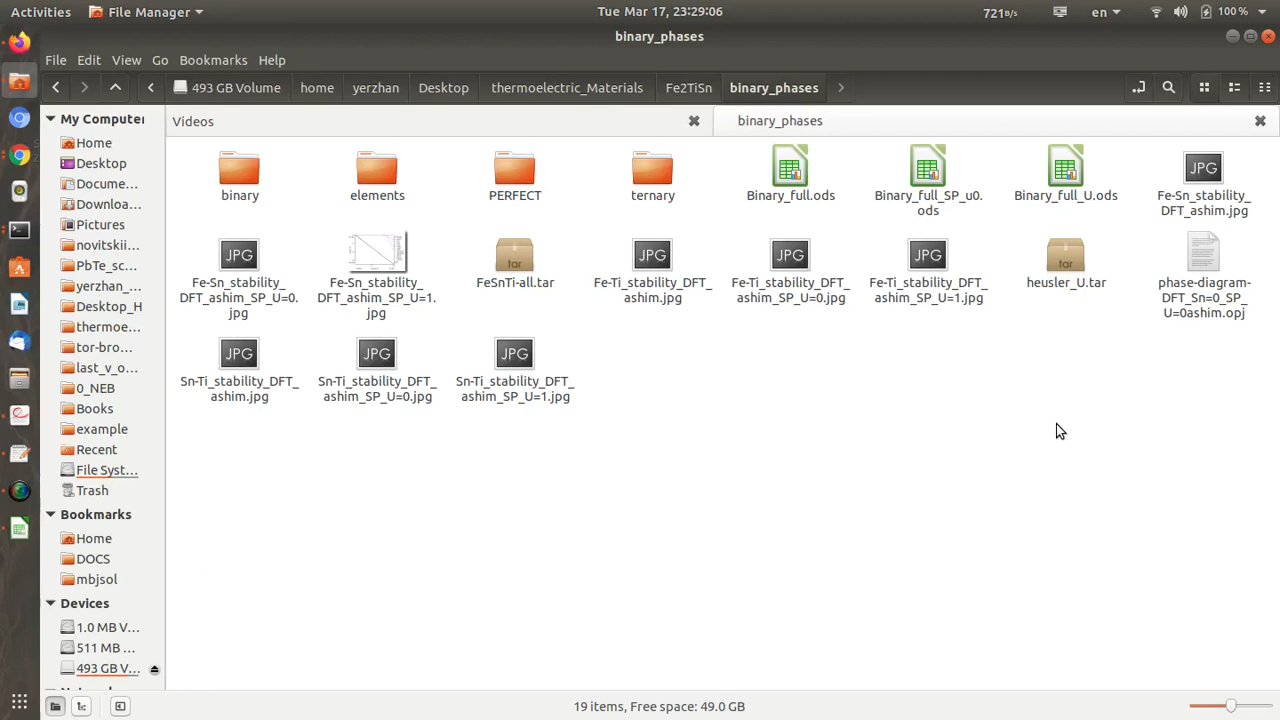 Activities File Manager Tue Mar 17, 23:29:06 721B/s en 100 %
binary_phases
File Edit View Go Bookmarks Help
493 GB Volume home yerzhan Desktop thermoelectric_Materials Fe2TiSn binary_phases
My Computer
Home
Desktop
Docume...
Downloa...
Pictures
novitskii...
PbTe_sc...
yerzhan_...
Desktop_H
thermoe...
tor-bro...
last_v_o...
0_NEB
Books
example
Recent
File Syst...
Trash
Bookmarks
Home
DOCS
mbjsol
Devices
1.0 MB V...
511 MB ...
493 GB V...
Videos binary_phases
binary elements PERFECT ternary Binary_full.ods Binary_full_SP_u0. Binary_full_U.ods JPG
ods
Fe-Sn_stability_
DFT_ashim.jpg
JPG
Fe-Sn_stability_
DFT_ashim_SP_U=0.
jpg
Fe-Sn_stability_
DFT_ashim_SP_U=1.
jpg
tar
FeSnTi-all.tar
JPG
Fe-Ti_stability_DFT_
ashim.jpg
JPG
Fe-Ti_stability_DFT_
ashim_SP_U=0.jpg
JPG
Fe-Ti_stability_DFT_
ashim_SP_U=1.jpg
tar
heusler_U.tar
phase-diagram-
DFT_Sn=0_SP_
U=0ashim.opj
JPG
Sn-Ti_stability_DFT_
ashim.jpg
JPG
Sn-Ti_stability_DFT_
ashim_SP_U=0.jpg
JPG
Sn-Ti_stability_DFT_
ashim_SP_U=1.jpg
19 items, Free space: 49.0 GB